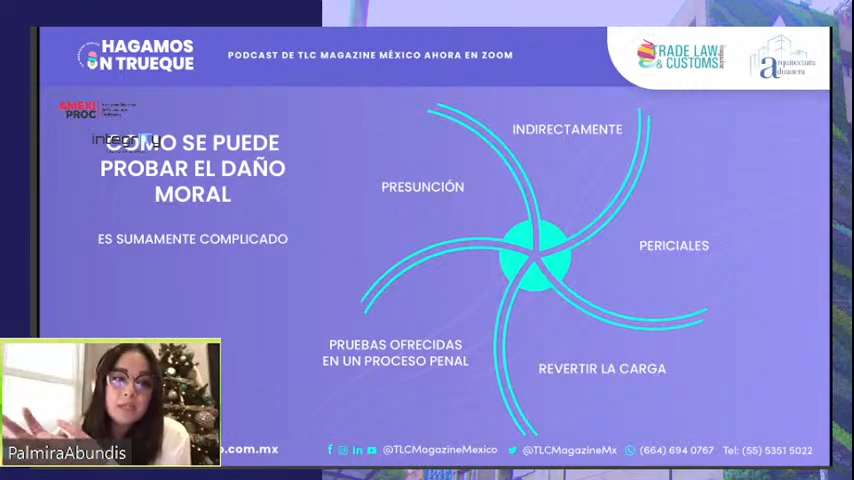 HAGAMOS
UN TRUEQUE
PODCAST DE TLC MAGAZINE MÉXICO AHORA EN ZOOM
TRADE LAW
& CUSTOMS
arquitectura
aduanera
AMEXI
PROC
integrity
CÓMO SE PUEDE
PROBAR EL DAÑO
MORAL
ES SUMAMENTE COMPLICADO
INDIRECTAMENTE
PRESUNCIÓN
PERICIALES
PRUEBAS OFRECIDAS
EN UN PROCESO PENAL
REVERTIR LA CARGA
PalmiraAbundis
o.com.mx
@TLCMagazineMexico
@TLCMagazineMx
(664) 694 0767
Tel: (55) 5351 5022